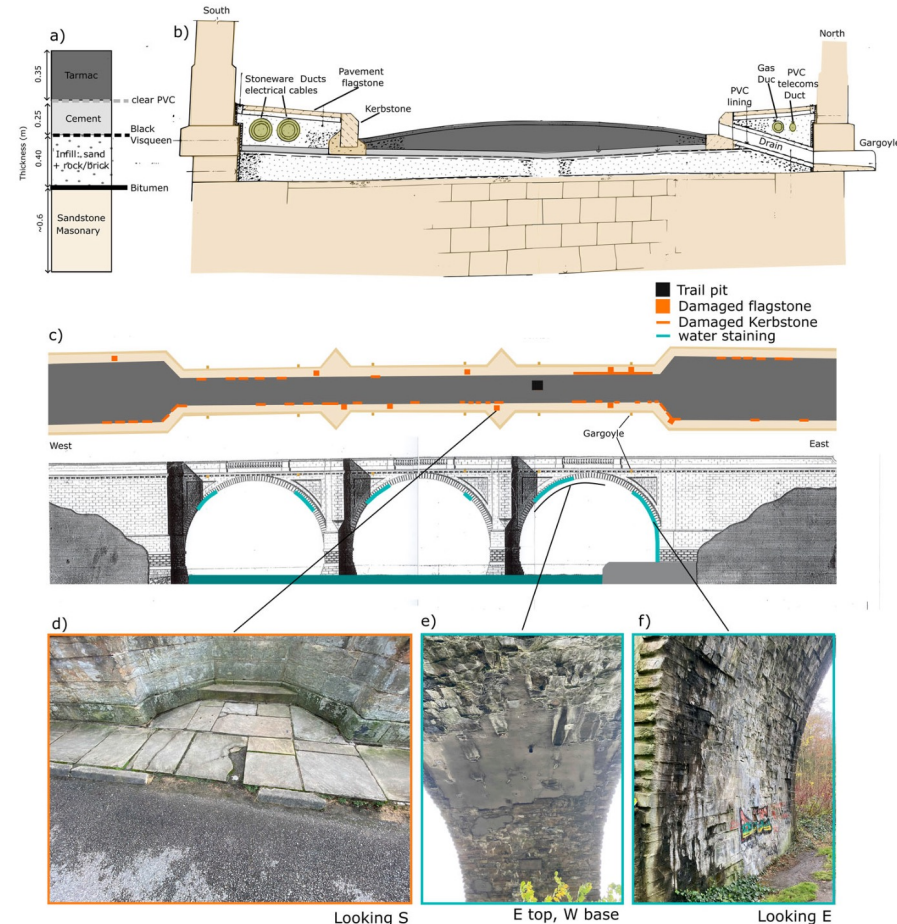 South
North
a)
b)
0.35
Tarmac
clear PVC
0.25
Cement
Black
Visqueen
Thickness (m)
0.40
Infill: sand
+ rock/brick
Bitumen
~0.6
Sandstone
Masonary
Stoneware Ducts
electrical cables
Pavement
flagstone
Kerbstone
PVC
lining
Gas
Duc
PVC
telecoms
Duct
Drain
Gargoyle
Trail pit
Damaged flagstone
Damaged Kerbstone
water staining
c)
Gargoyle
West
East
d)
e)
f)
Looking S
E top, W base
Looking E